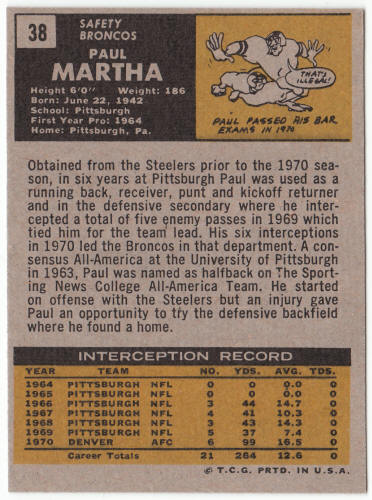 38
SAFETY
BRONCOS
PAUL
MARTHA
Height 6'0" Weight: 186
Born: June 22, 1942
School: Pittsburgh
First Year Pro: 1964
Home: Pittsburgh, Pa.
THAT'S
ILLEGAL!
PAUL PASSED HIS BAR
EXAMS IN 1970
Obtained from the Steelers prior to the 1970 sea-
son, in six years at Pittsburgh Paul was used as a
running back, receiver, punt and kickoff returner
and in the defensive secondary where he inter-
cepted a total of five enemy passes in 1969 which
tied him for the team lead. His six interceptions
in 1970 led the Broncos in that department. A con-
sensus All-America at the University of Pittsburgh
in 1963, Paul was named as halfback on The Sport-
ing News College All-America Team. He started
on offense with the Steelers but an injury gave
Paul an opportunity to try the defensive backfield
where he found a home.
INTERCEPTION RECORD
YEAR TEAM NO. YDS. AVG. TDS.
1964 PITTSBURGH NFL 0 0 0.0 0
1965 PITTSBURGH NFL 0 0 0.0 0
1966 PITTSBURGH NFL 3 44 14.7 0
1967 PITTSBURGH NFL 4 41 10.3 0
1968 PITTSBURGH NFL 3 43 14.3 0
1969 PITTSBURGH NFL 5 37 7.4 0
1970 DENVER AFC 6 99 16.5 0
Career Totals 21 264 12.6 0
© T.C.G. PRTD. IN U.S.A.